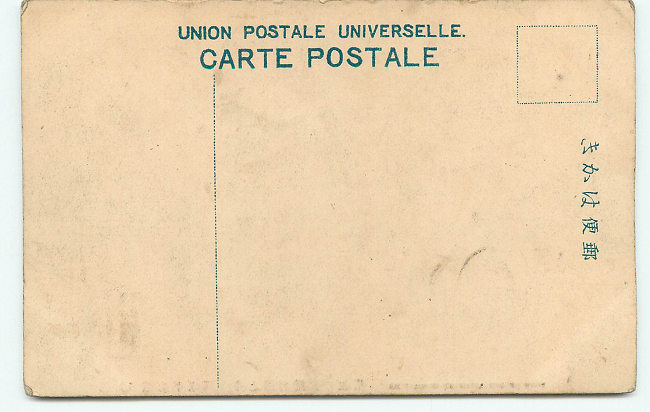 UNION POSTALE UNIVERSELLE.
CARTE POSTALE
郵便はかき